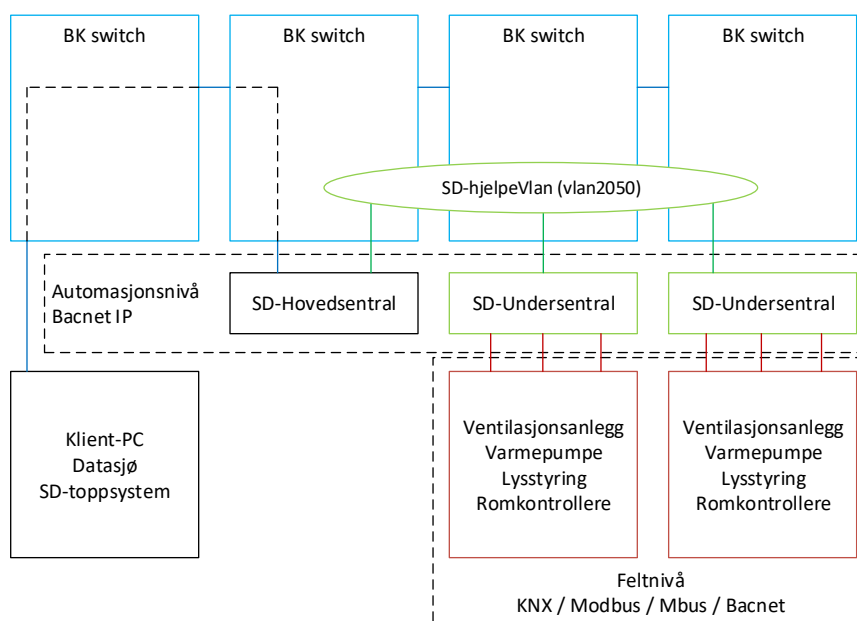 BK switch
BK switch
BK switch
BK switch
SD-hjelpeVlan (vlan2050)
Automasjonsnivå
Bacnet IP
SD-Hovedsentral
SD-Undersentral
SD-Undersentral
Klient-PC
Datasjø
SD-toppsystem
Ventilasjonsanlegg
Varmepumpe
Lysstyring
Romkontrollere
Ventilasjonsanlegg
Varmepumpe
Lysstyring
Romkontrollere
Feltnivå
KNX / Modbus / Mbus / Bacnet